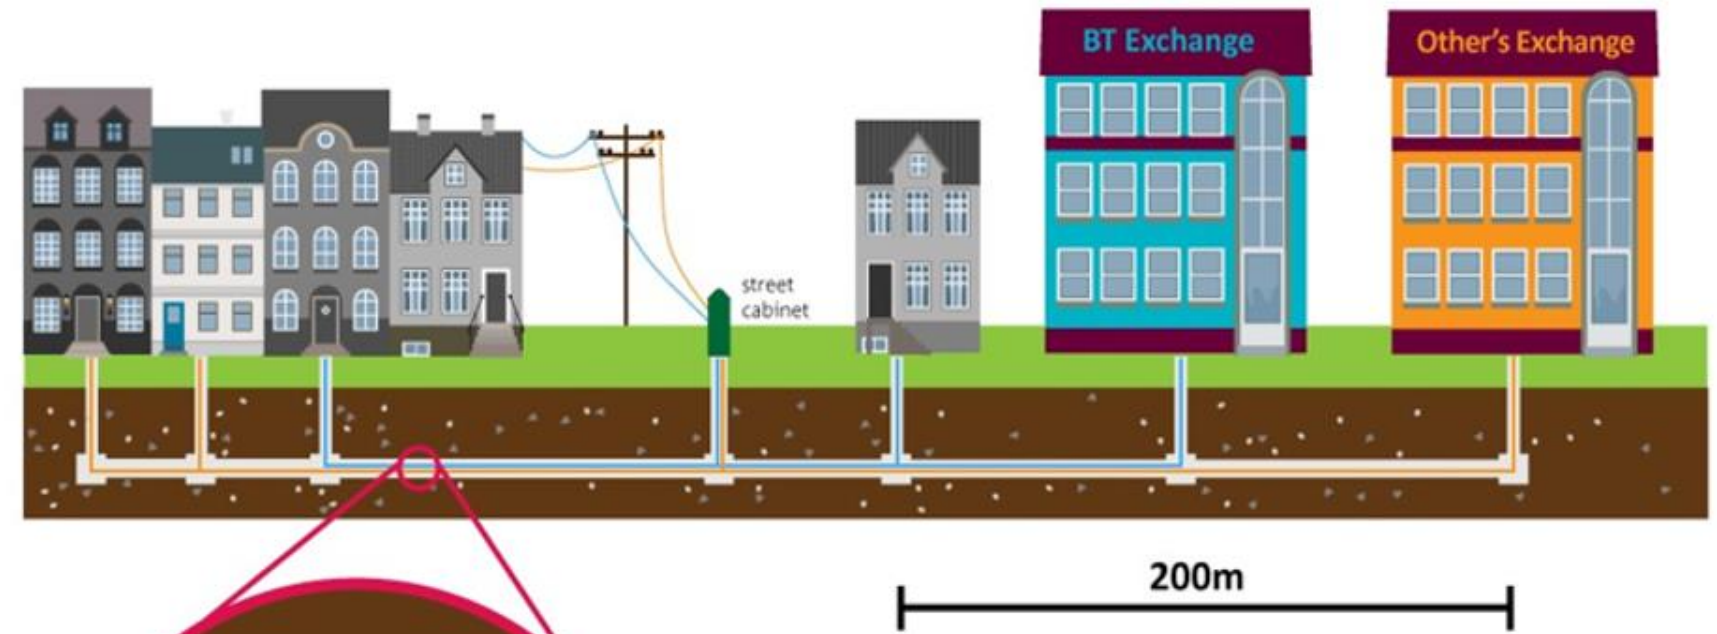 BT Exchange
Other's Exchange
street
cabinet
200m